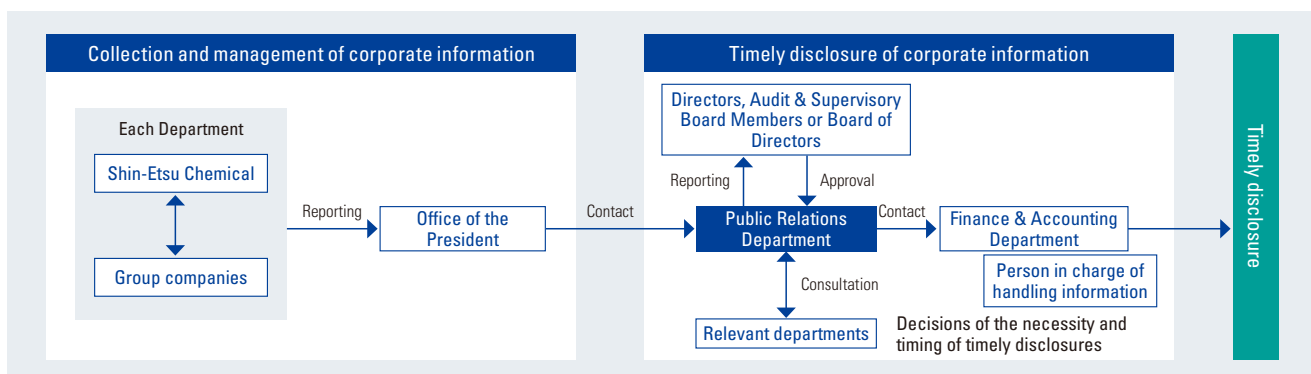 Collection and management of corporate information
Each Department
Shin-Etsu Chemical
Group companies
Reporting
Office of the
President
Contact
Timely disclosure of corporate information
Directors, Audit & Supervisory
Board Members or Board of
Directors
Reporting
Approval
Public Relations
Department
Contact
Finance & Accounting
Department
Person in charge of
handling information
Consultation
Relevant departments
Decisions of the necessity and
timing of timely disclosures
Timely disclosure